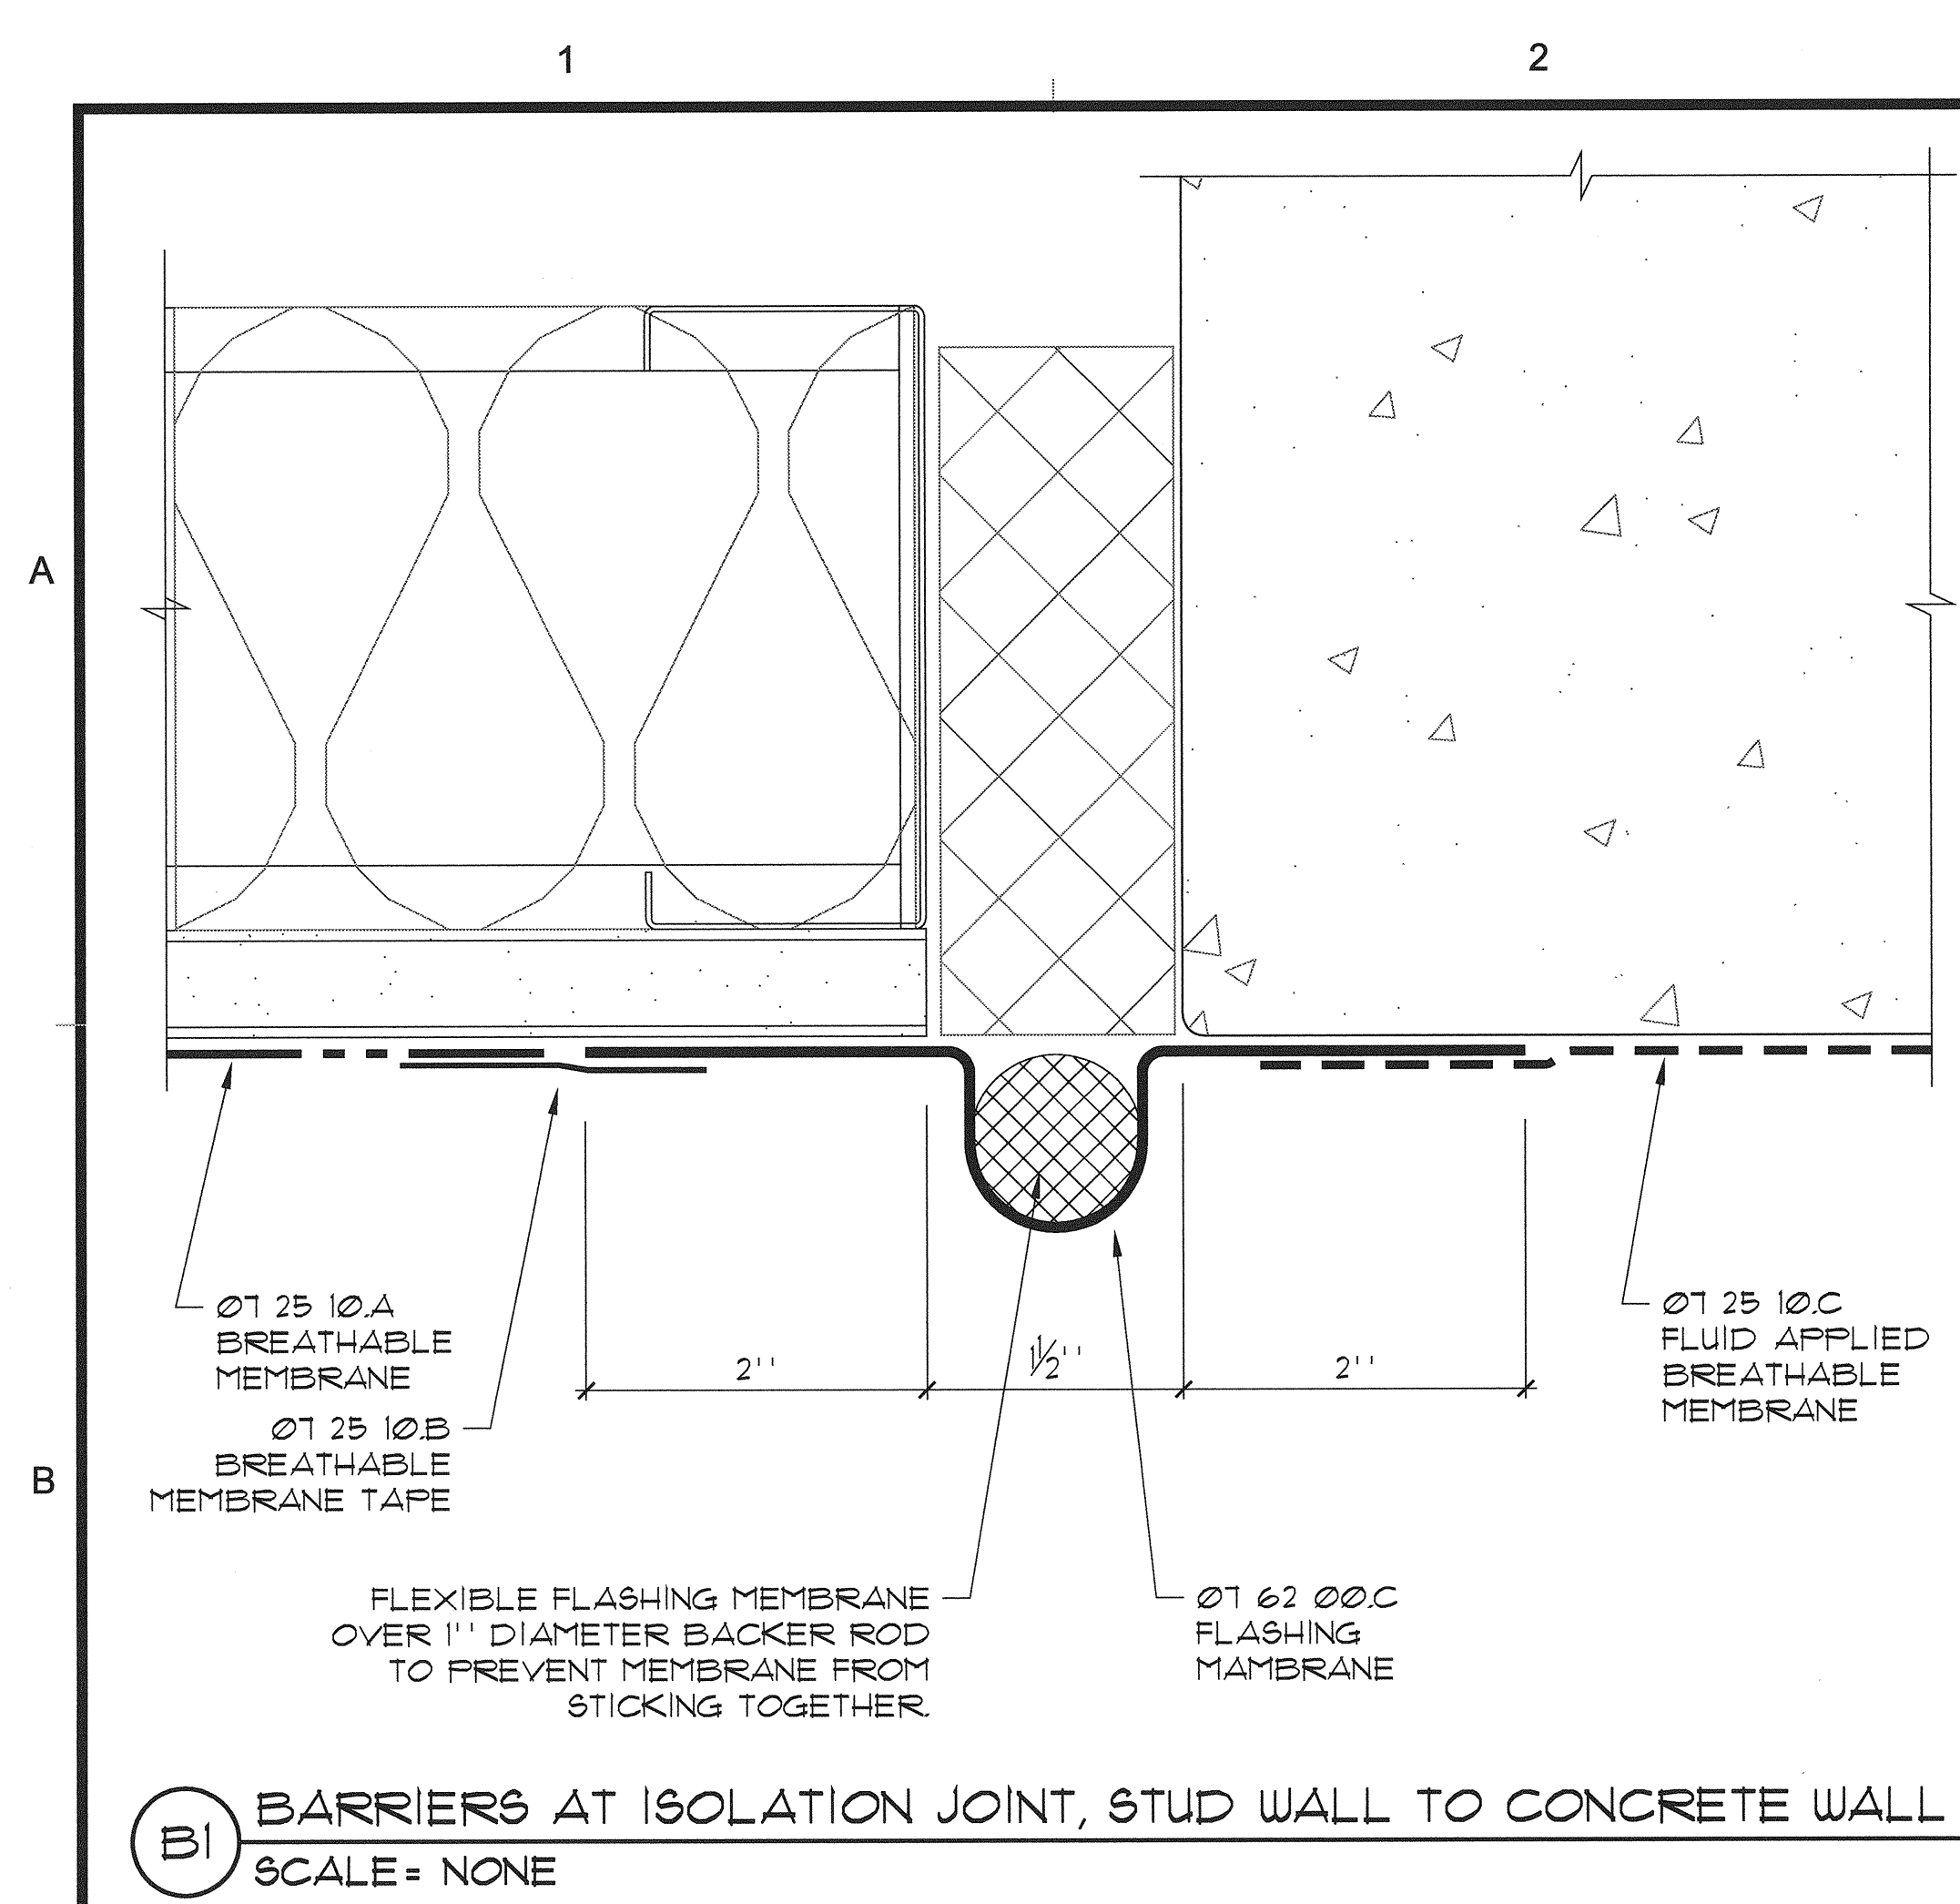 1
2
A
B
Ø7 25 1Ø.A
BREATHABLE
MEMBRANE
Ø7 25 1Ø.B
BREATHABLE
MEMBRANE TAPE
2''
1½''
2''
Ø7 25 1Ø.C
FLUID APPLIED
BREATHABLE
MEMBRANE
FLEXIBLE FLASHING MEMBRANE
OVER 1'' DIAMETER BACKER ROD
TO PREVENT MEMBRANE FROM
STICKING TOGETHER.
Ø7 62 ØØ.C
FLASHING
MAMBRANE
B1
BARRIERS AT ISOLATION JOINT, STUD WALL TO CONCRETE WALL
SCALE= NONE